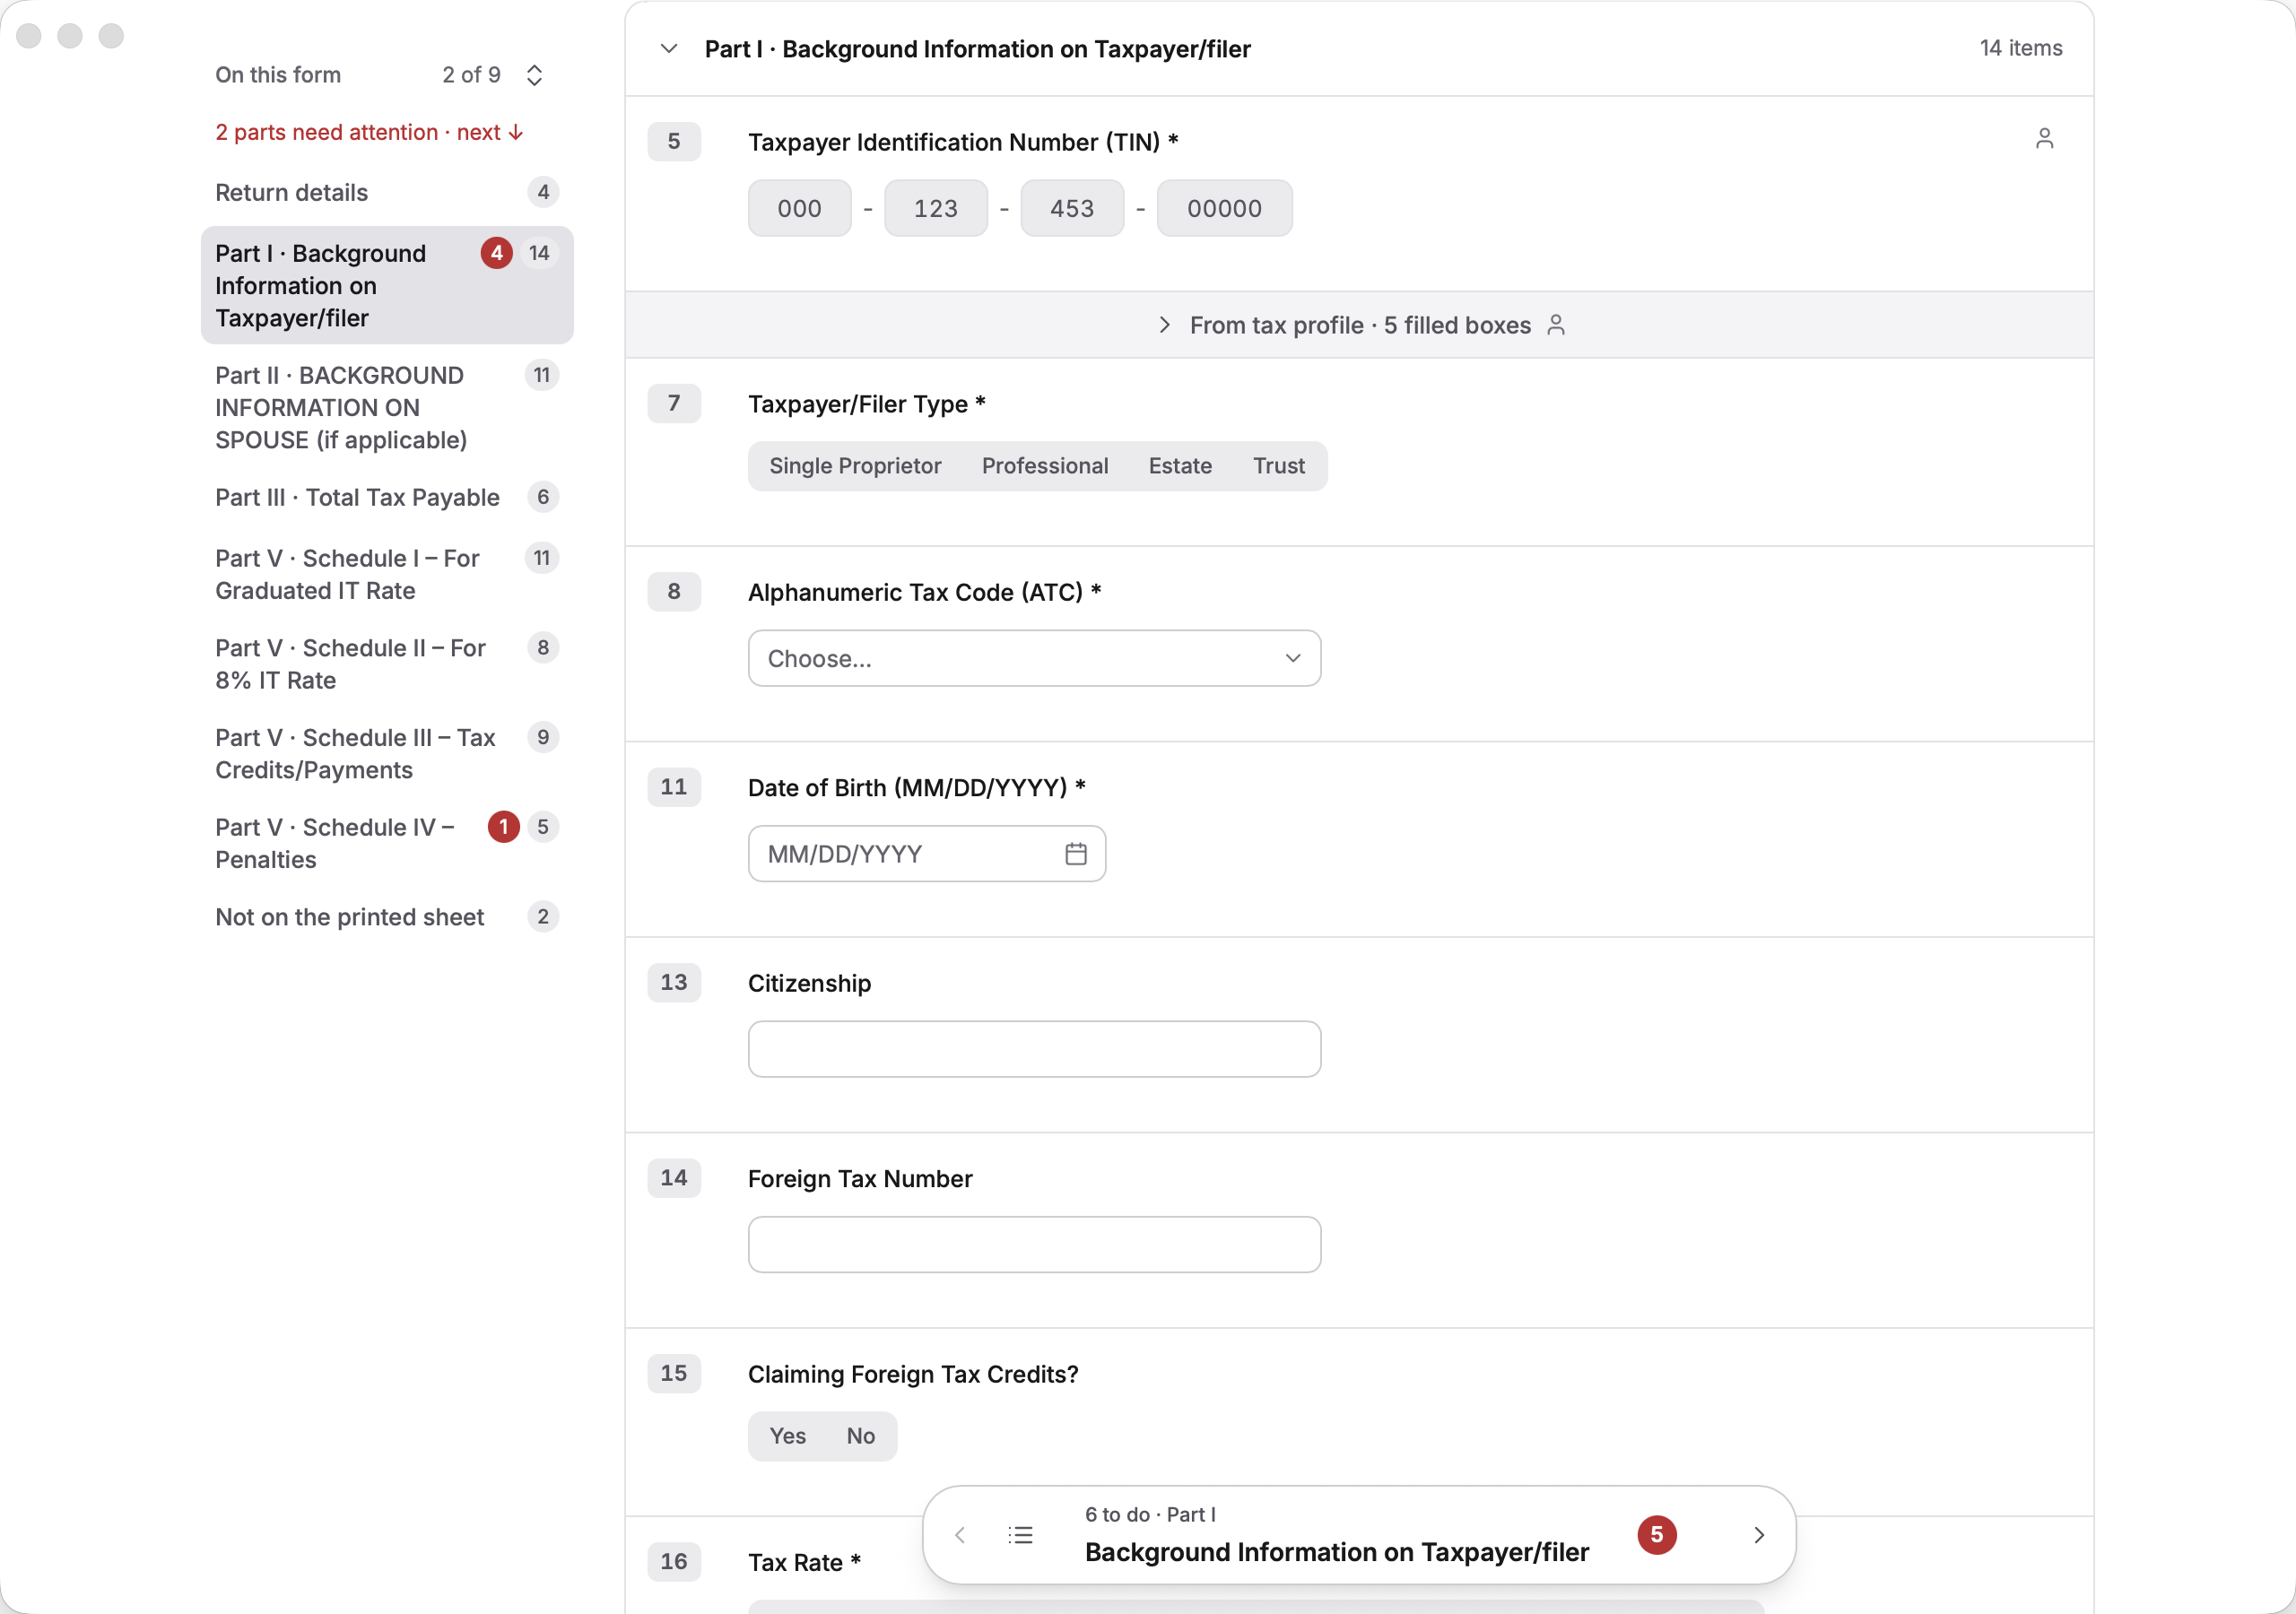 On this form 2 of 9
2 parts need attention · next ↓
Return details 4
Part I · Background Information on Taxpayer/filer 4 14
Part II · BACKGROUND INFORMATION ON SPOUSE (if applicable) 11
Part III · Total Tax Payable 6
Part V · Schedule I – For Graduated IT Rate 11
Part V · Schedule II – For 8% IT Rate 8
Part V · Schedule III – Tax Credits/Payments 9
Part V · Schedule IV – Penalties 1 5
Not on the printed sheet 2
Part I · Background Information on Taxpayer/filer 14 items
5 Taxpayer Identification Number (TIN) *
000 - 123 - 453 - 00000
From tax profile · 5 filled boxes
7 Taxpayer/Filer Type *
Single Proprietor Professional Estate Trust
8 Alphanumeric Tax Code (ATC) *
Choose...
11 Date of Birth (MM/DD/YYYY) *
MM/DD/YYYY
13 Citizenship
14 Foreign Tax Number
15 Claiming Foreign Tax Credits?
Yes No
16 Tax Rate *
6 to do · Part I
Background Information on Taxpayer/filer 5